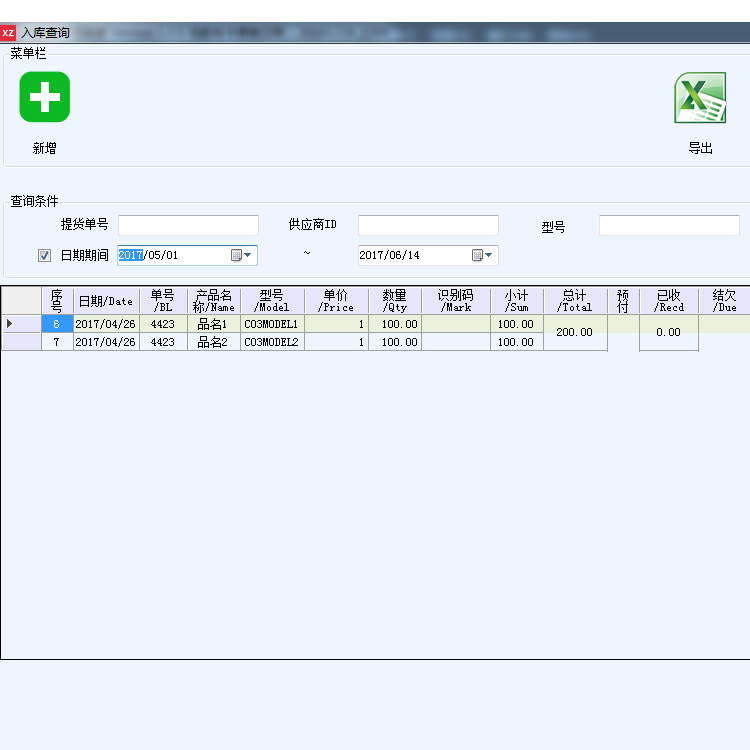 XZ 入库查询
菜单栏
新增 导出
查询条件
提货单号 供应商ID 型号
日期期间 2017/05/01 ~ 2017/06/14
序号 日期/Date 单号/BL 产品名称/Name 型号/Model 单价/Price 数量/Qty 识别码/Mark 小计/Sum 总计/Total 预付 已收/Recd 结欠/Due
6 2017/04/26 4423 品名1 C03MODEL1 1 100.00 100.00 200.00 0.00
7 2017/04/26 4423 品名2 C03MODEL2 1 100.00 100.00